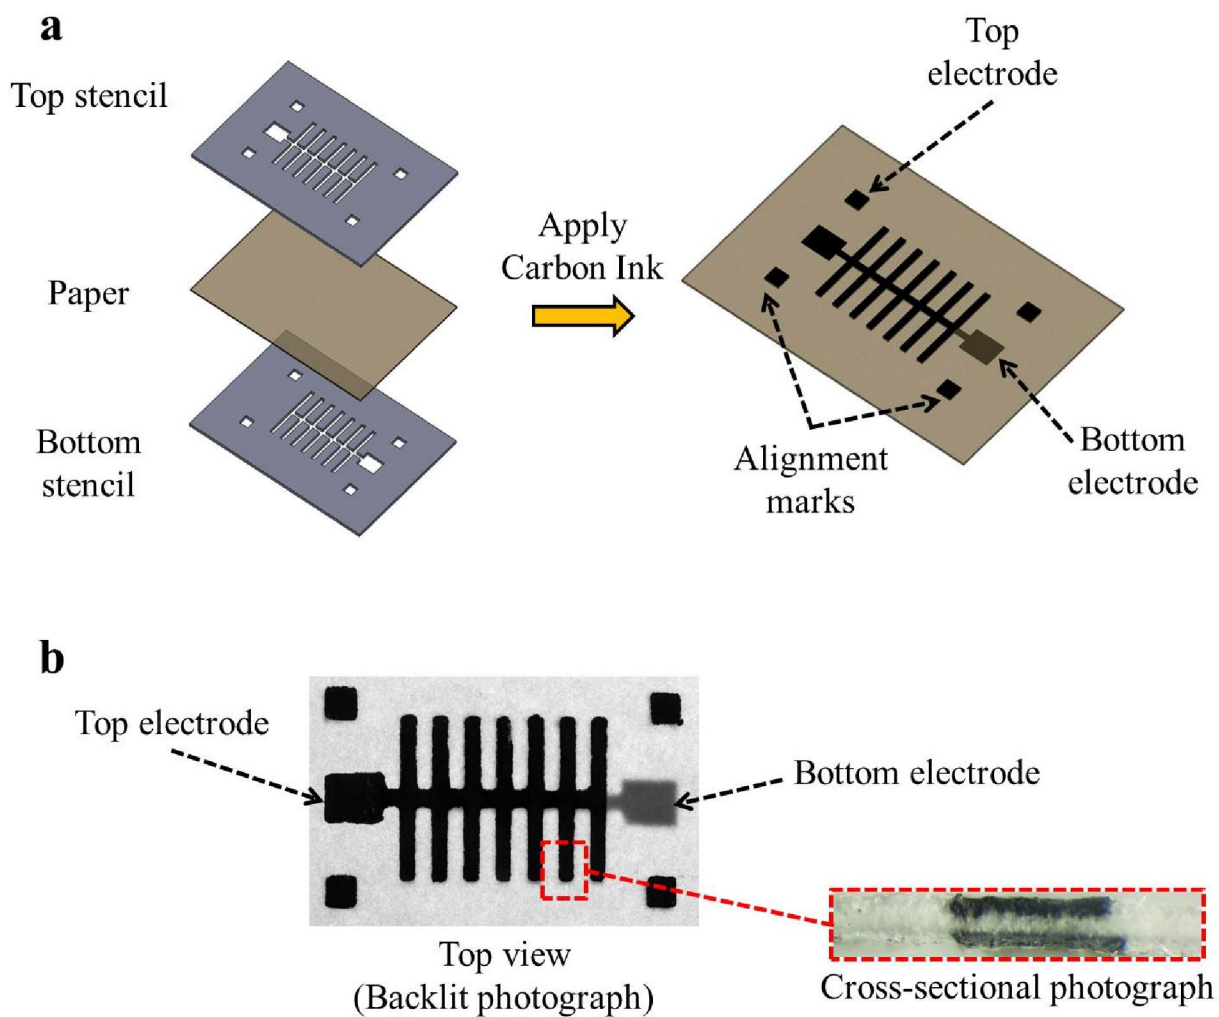 a
Top stencil
Paper
Bottom
stencil
Apply
Carbon Ink
Top
electrode
Alignment
marks
Bottom
electrode
b
Top electrode
Bottom electrode
Top view
(Backlit photograph)
Cross-sectional photograph